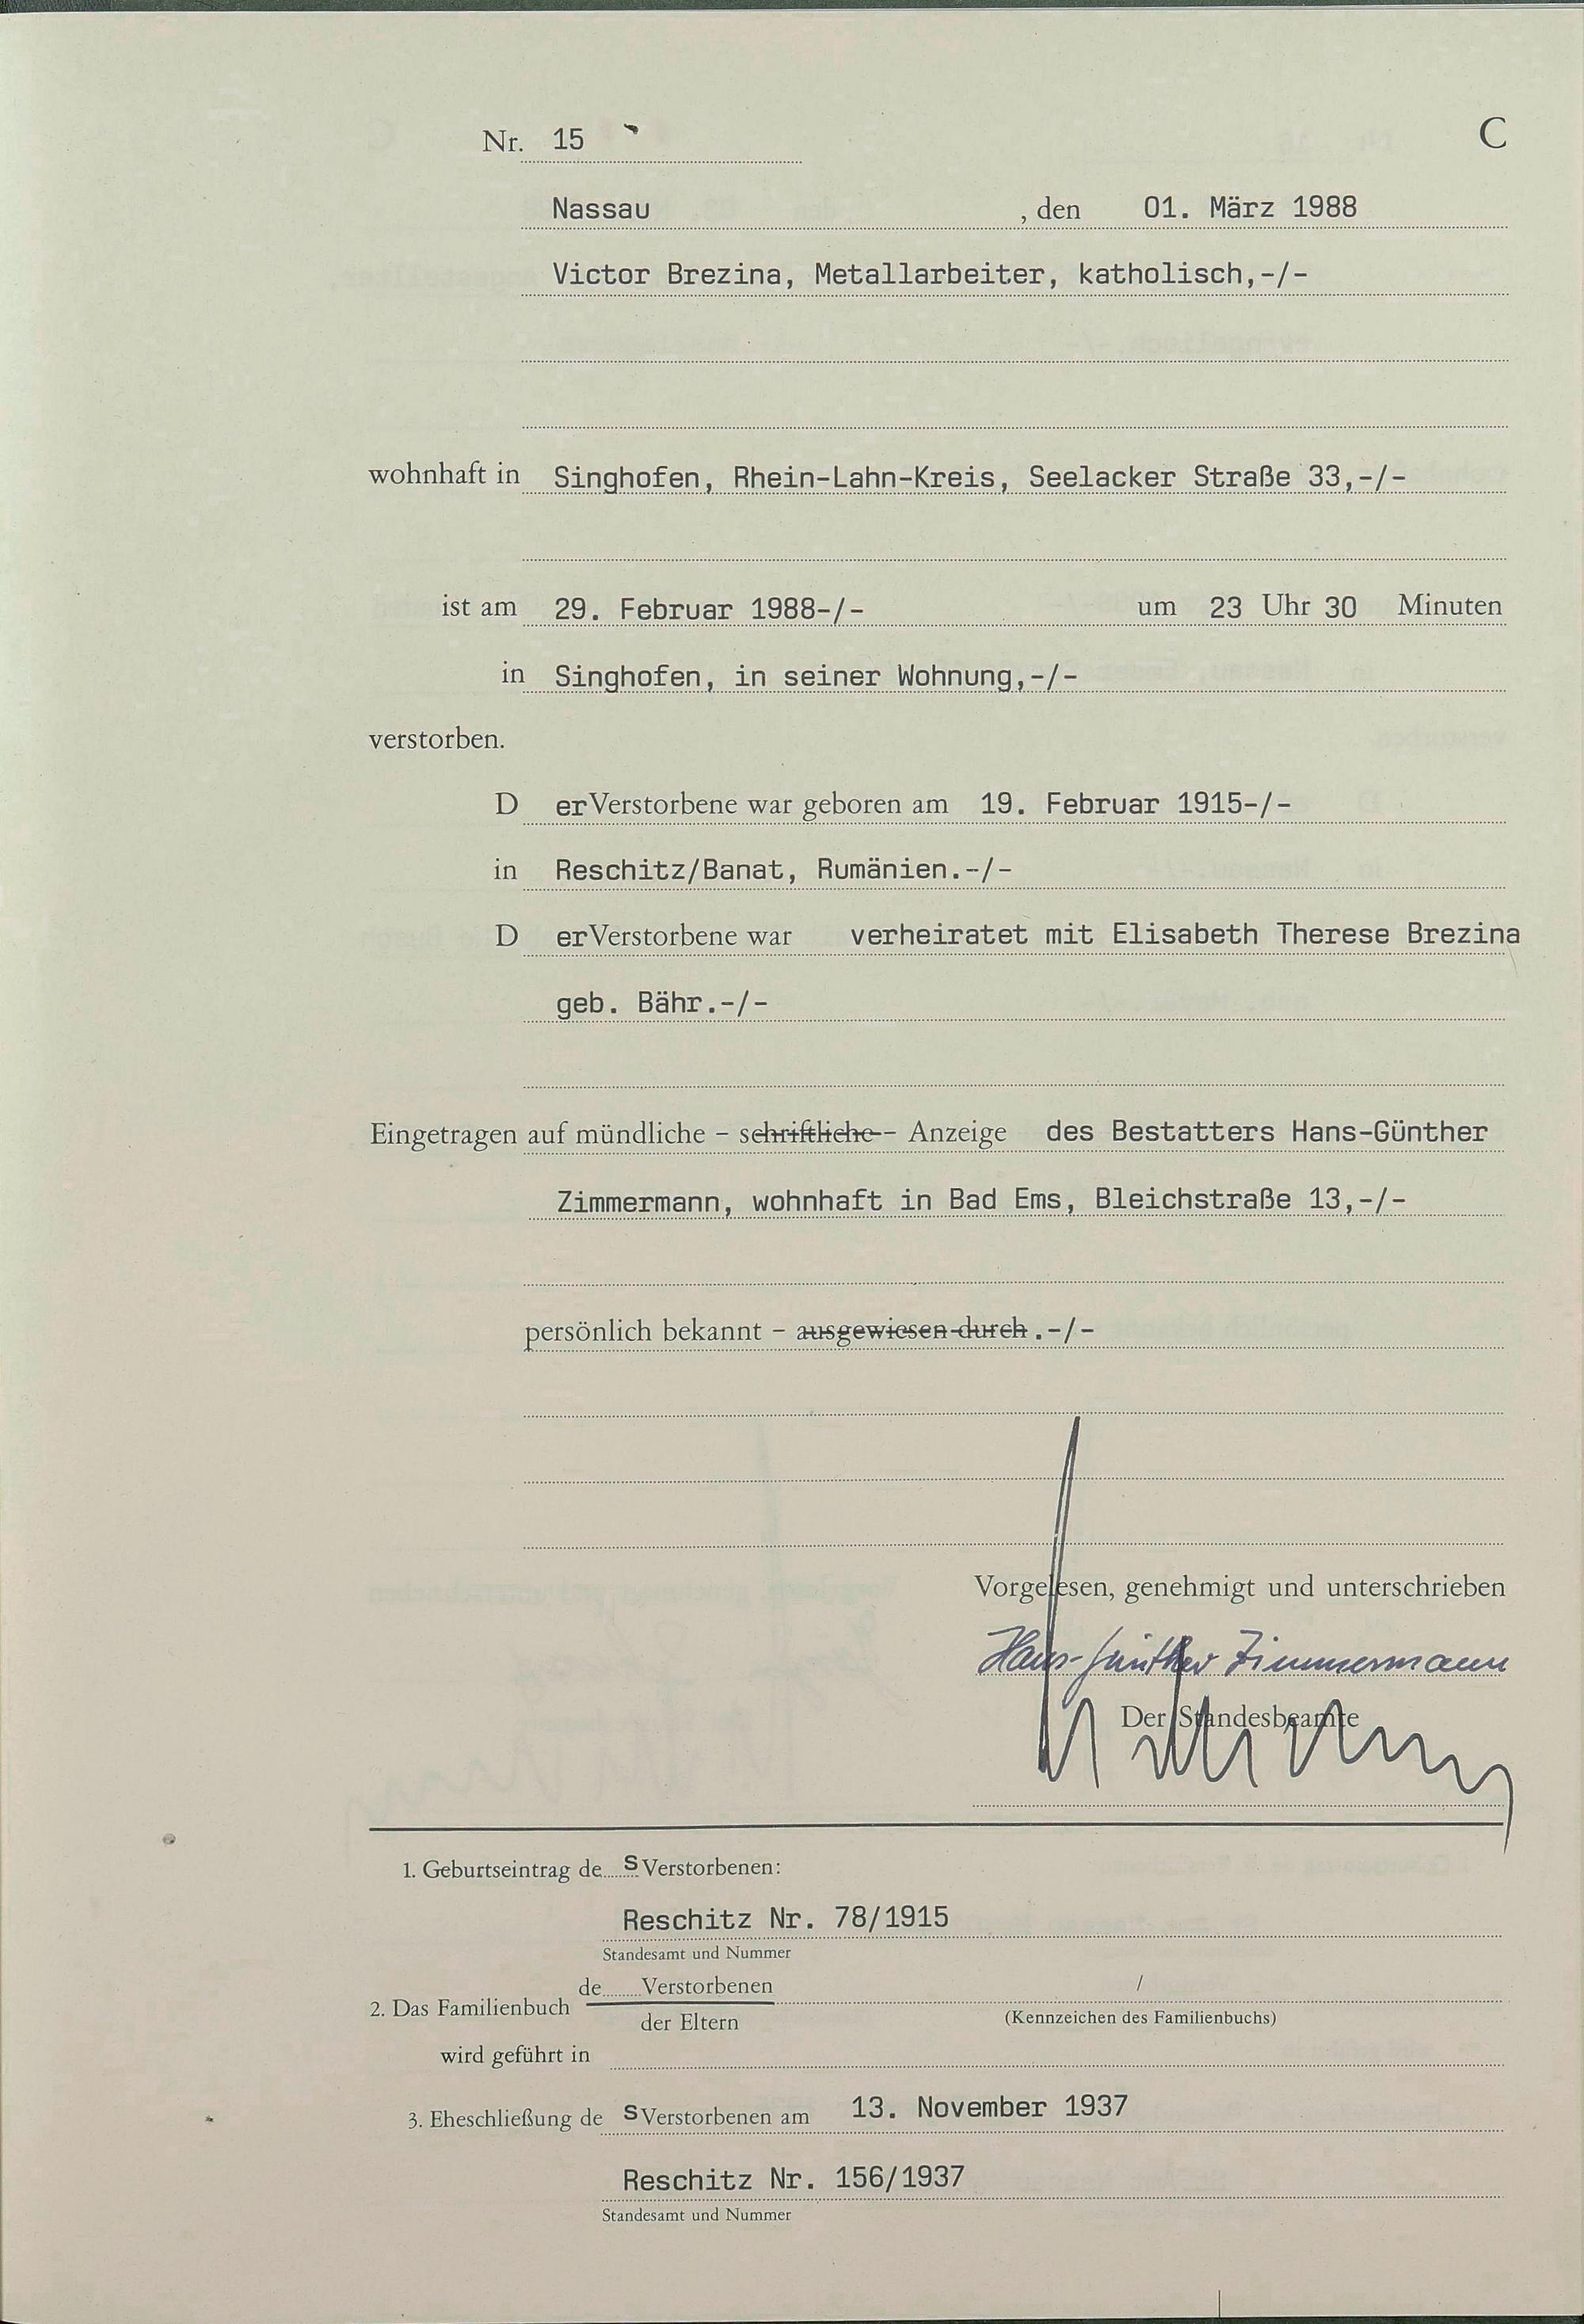 Nr. 15 C
Nassau , den 01. März 1988
Victor Brezina, Metallarbeiter, katholisch,-/-
wohnhaft in Singhofen, Rhein-Lahn-Kreis, Seelacker Straße 33,-/-
ist am 29. Februar 1988-/- um 23 Uhr 30 Minuten
in Singhofen, in seiner Wohnung,-/-
verstorben.
D er Verstorbene war geboren am 19. Februar 1915-/-
in Reschitz/Banat, Rumänien.-/-
D er Verstorbene war verheiratet mit Elisabeth Therese Brezina
geb. Bähr.-/-
Eingetragen auf mündliche – schriftliche – Anzeige des Bestatters Hans-Günther
Zimmermann, wohnhaft in Bad Ems, Bleichstraße 13,-/-
persönlich bekannt – ausgewiesen durch .-/-
Vorgelesen, genehmigt und unterschrieben
Hans-Günther Zimmermann
Der Standesbeamte
1. Geburtseintrag de s Verstorbenen:
Reschitz Nr. 78/1915
Standesamt und Nummer
de Verstorbenen /
2. Das Familienbuch
der Eltern (Kennzeichen des Familienbuchs)
wird geführt in
3. Eheschließung de s Verstorbenen am 13. November 1937
Reschitz Nr. 156/1937
Standesamt und Nummer